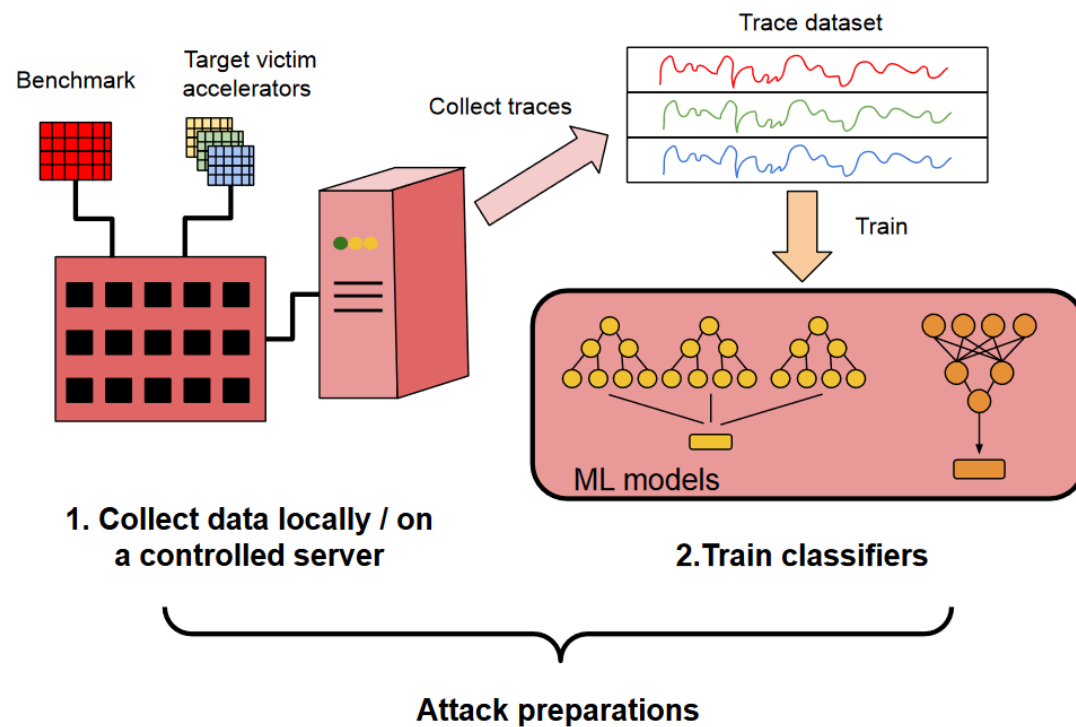 Trace dataset
Benchmark
Target victim
accelerators
Collect traces
Train
ML models
1. Collect data locally / on
a controlled server
2.Train classifiers
Attack preparations